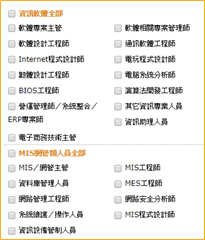 資訊軟體全部
軟體專案主管 軟體相關專案管理師
軟體設計工程師 通訊軟體工程師
Internet程式設計師 電玩程式設計師
韌體設計工程師 電腦系統分析師
BIOS工程師 演算法開發工程師
營運管理師／系統整合／ 其它資訊專業人員
ERP專案師 資訊助理人員
電子商務技術主管
MIS網管類人員全部
MIS／網管主管 MIS工程師
資料庫管理人員 MES工程師
網路管理工程師 網路安全分析師
系統維護／操作人員 MIS程式設計師
資訊設備管制人員